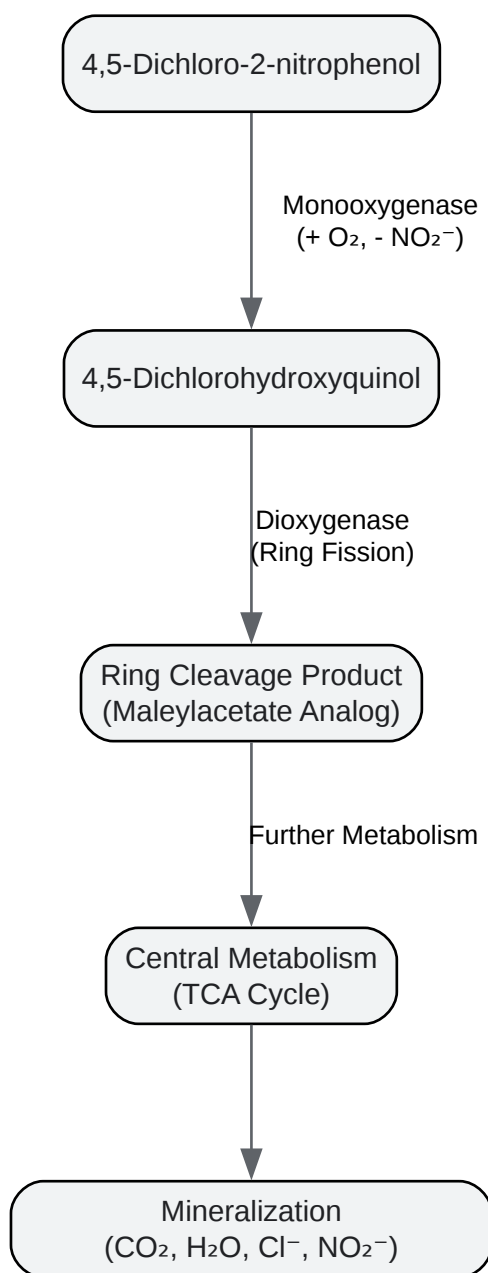 4,5-Dichloro-2-nitrophenol
Monooxygenase
(+ O₂, - NO₂⁻)
4,5-Dichlorohydroxyquinol
Dioxygenase
(Ring Fission)
Ring Cleavage Product
(Maleylacetate Analog)
Further Metabolism
Central Metabolism
(TCA Cycle)
Mineralization
(CO₂, H₂O, Cl⁻, NO₂⁻)